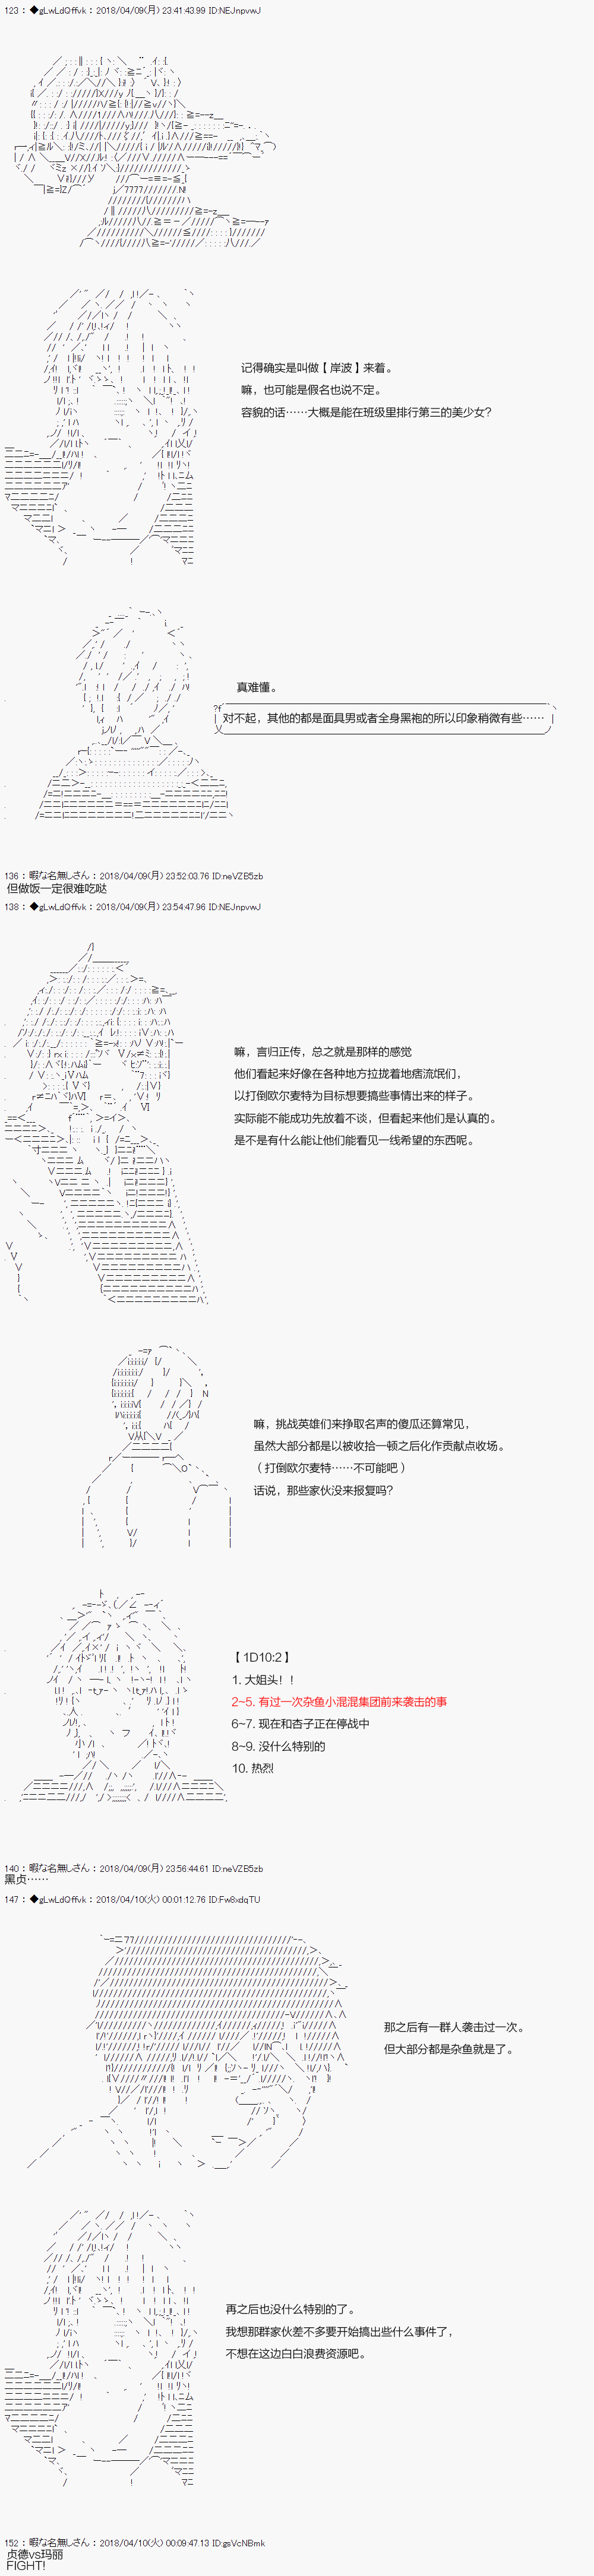 123 : ◆gLwLdQffvk : 2018/04/09(月) 23:41:43.99 ID:NEJnpvwJ
记得确实是叫做【岸波】来着。
嘛，也可能是假名也说不定。
容貌的话……大概是能在班级里排行第三的美少女？
真难懂。
对不起，其他的都是面具男或者全身黑袍的所以印象稍微有些……
136 : 暇な名無しさん : 2018/04/09(月) 23:52:03.76 ID:neVZB5zb
但做饭一定很难吃哒
138 : ◆gLwLdQffvk : 2018/04/09(月) 23:54:47.96 ID:NEJnpvwJ
嘛，言归正传，总之就是那样的感觉
他们看起来好像在各种地方拉拢着地痞流氓们，
以打倒欧尔麦特为目标想要搞些事情出来的样子。
实际能不能成功先放着不谈，但看起来他们是认真的。
是不是有什么能让他们能看见一线希望的东西呢。
嘛，挑战英雄们来挣取名声的傻瓜还算常见，
虽然大部分都是以被收拾一顿之后化作贡献点收场。
（打倒欧尔麦特……不可能吧）
话说，那些家伙没来报复吗？
【1D10:2】
1. 大姐头！！
2~5. 有过一次杂鱼小混混集团前来袭击的事
6~7. 现在和杏子正在停战中
8~9. 没什么特别的
10. 热烈
140 : 暇な名無しさん : 2018/04/09(月) 23:56:44.61 ID:neVZB5zb
黑贞……
147 : ◆gLwLdQffvk : 2018/04/10(火) 00:01:12.76 ID:Fw8xdqTU
那之后有一群人袭击过一次。
但大部分都是杂鱼就是了。
再之后也没什么特别的了。
我想那群家伙差不多要开始搞出些什么事件了，
不想在这边白白浪费资源吧。
152 : 暇な名無しさん : 2018/04/10(火) 00:09:47.13 ID:gsVcNBmk
贞德vs玛丽
FIGHT!